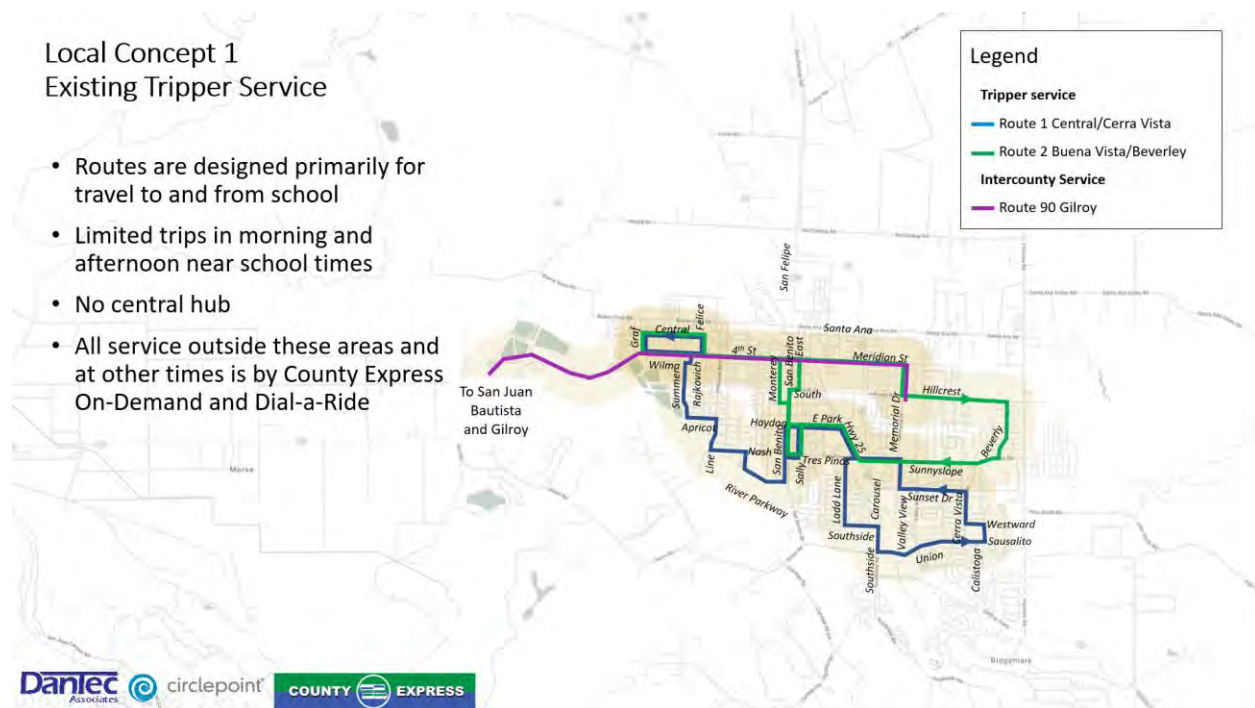 Local Concept 1
Existing Tripper Service
• Routes are designed primarily for
travel to and from school
• Limited trips in morning and
afternoon near school times
• No central hub
• All service outside these areas and
at other times is by County Express
On-Demand and Dial-a-Ride
Legend
Tripper service
Route 1 Central/Cerra Vista
Route 2 Buena Vista/Beverley
Intercounty Service
Route 90 Gilroy
San Felipe
Santa Ana
Graf
Central
Felice
4th St
Meridian St
Wilma
Summer
Rajkovich
Monterey
San Benito
East
South
Memorial Dr
Hillcrest
Beverly
To San Juan
Bautista
and Gilroy
Apricot
Line
Nash
Haydon
San Benito
Sally
E Park
Hwy 25
Tres Pinos
Sunnyslope
River Parkway
Ladd Lane
Carousel
Valley View
Sunset Dr
Cerra Vista
Westward
Sausalito
Southside
Southside
Union
Calistoga
Ridgemark
DanTec
Associates
circlepoint
COUNTY EXPRESS